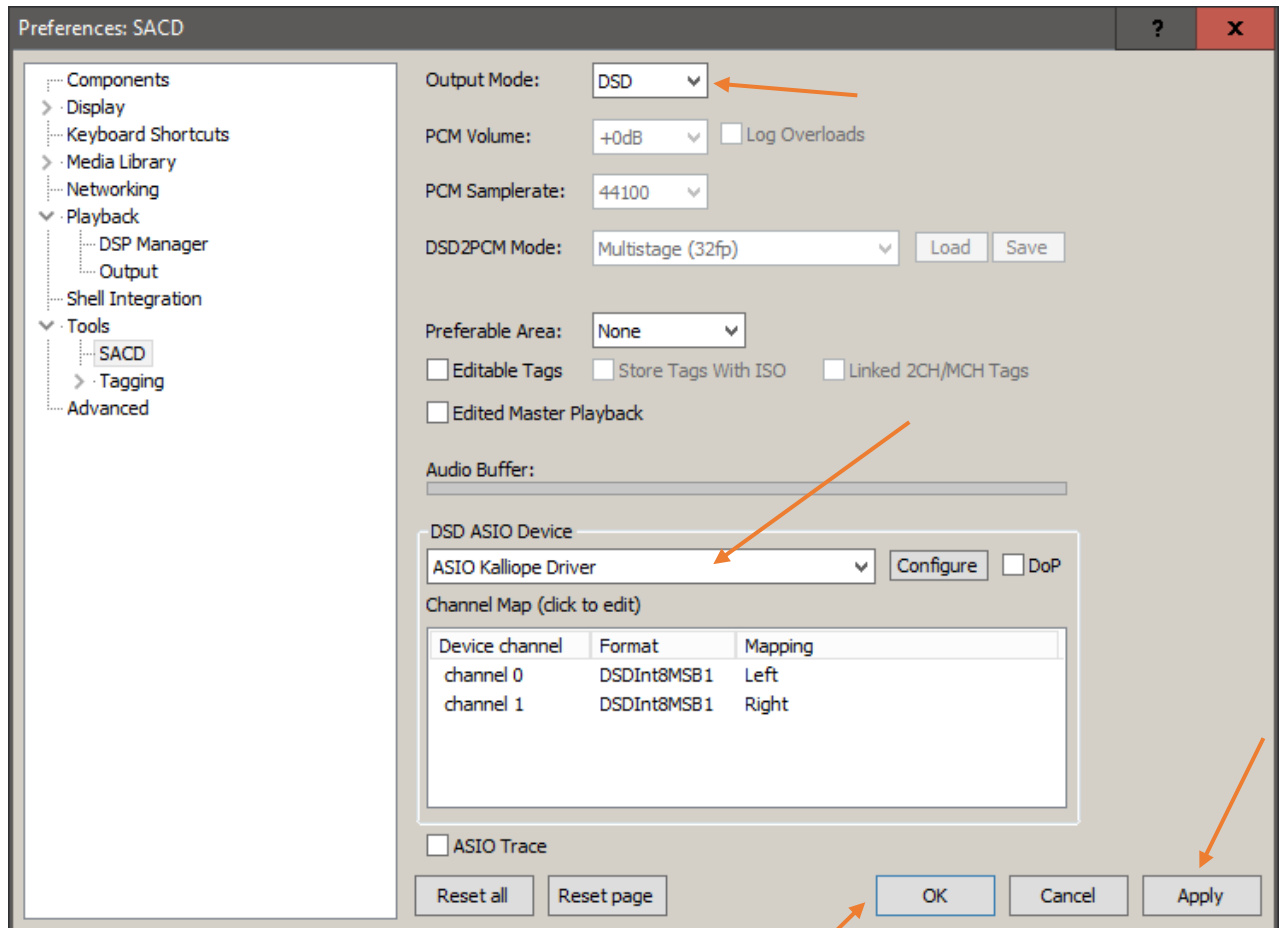 Preferences: SACD
?
x
Components
Display
Keyboard Shortcuts
Media Library
Networking
Playback
DSP Manager
Output
Shell Integration
Tools
SACD
Tagging
Advanced
Output Mode: DSD
PCM Volume: +0dB Log Overloads
PCM Samplerate: 44100
DSD2PCM Mode: Multistage (32fp) Load Save
Preferable Area: None
Editable Tags Store Tags With ISO Linked 2CH/MCH Tags
Edited Master Playback
Audio Buffer:
DSD ASIO Device
ASIO Kalliope Driver Configure DoP
Channel Map (click to edit)
Device channel Format Mapping
channel 0 DSDInt8MSB1 Left
channel 1 DSDInt8MSB1 Right
ASIO Trace
Reset all Reset page OK Cancel Apply